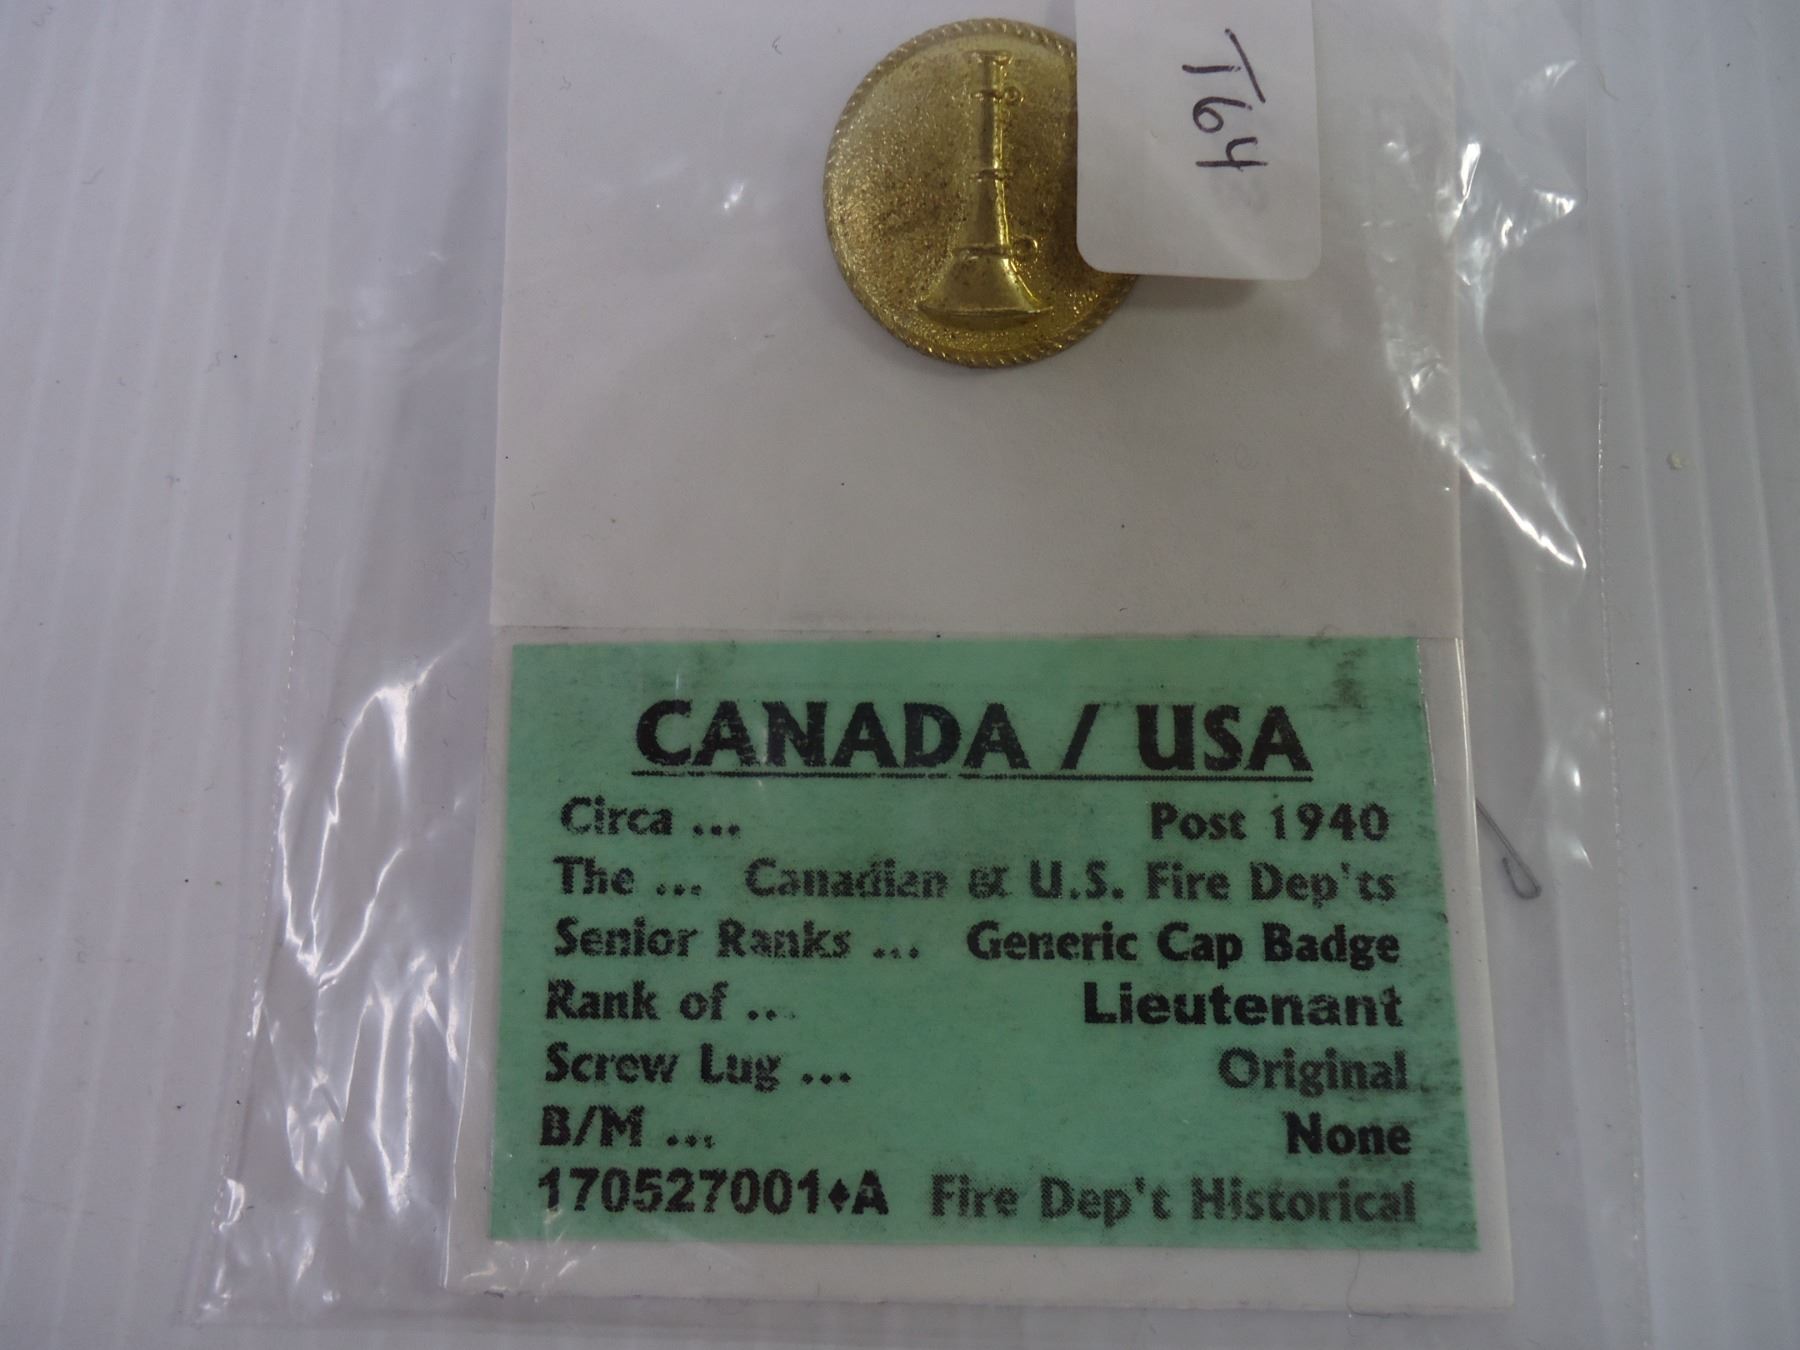 T64
CANADA / USA
Circa ... Post 1940
The ... Canadian & U.S. Fire Dep'ts
Senior Ranks ... Generic Cap Badge
Rank of ... Lieutenant
Screw Lug ... Original
B/M ... None
170527001♦A Fire Dep't Historical